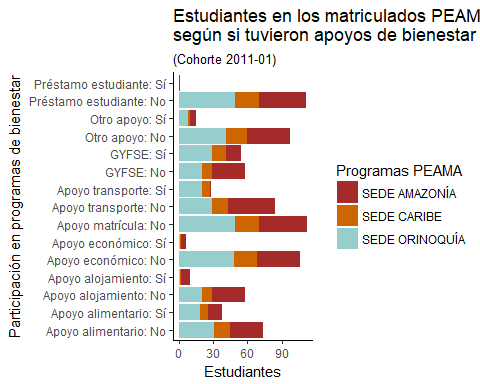 Estudiantes en los matriculados PEAM
según si tuvieron apoyos de bienestar
(Cohorte 2011-01)
Participación en programas de bienestar
Préstamo estudiante: Sí
Préstamo estudiante: No
Otro apoyo: Sí
Otro apoyo: No
GYFSE: Sí
GYFSE: No
Apoyo transporte: Sí
Apoyo transporte: No
Apoyo matrícula: No
Apoyo económico: Sí
Apoyo económico: No
Apoyo alojamiento: Sí
Apoyo alojamiento: No
Apoyo alimentario: Sí
Apoyo alimentario: No
0 30 60 90
Estudiantes
Programas PEAMA
SEDE AMAZONÍA
SEDE CARIBE
SEDE ORINOQUÍA